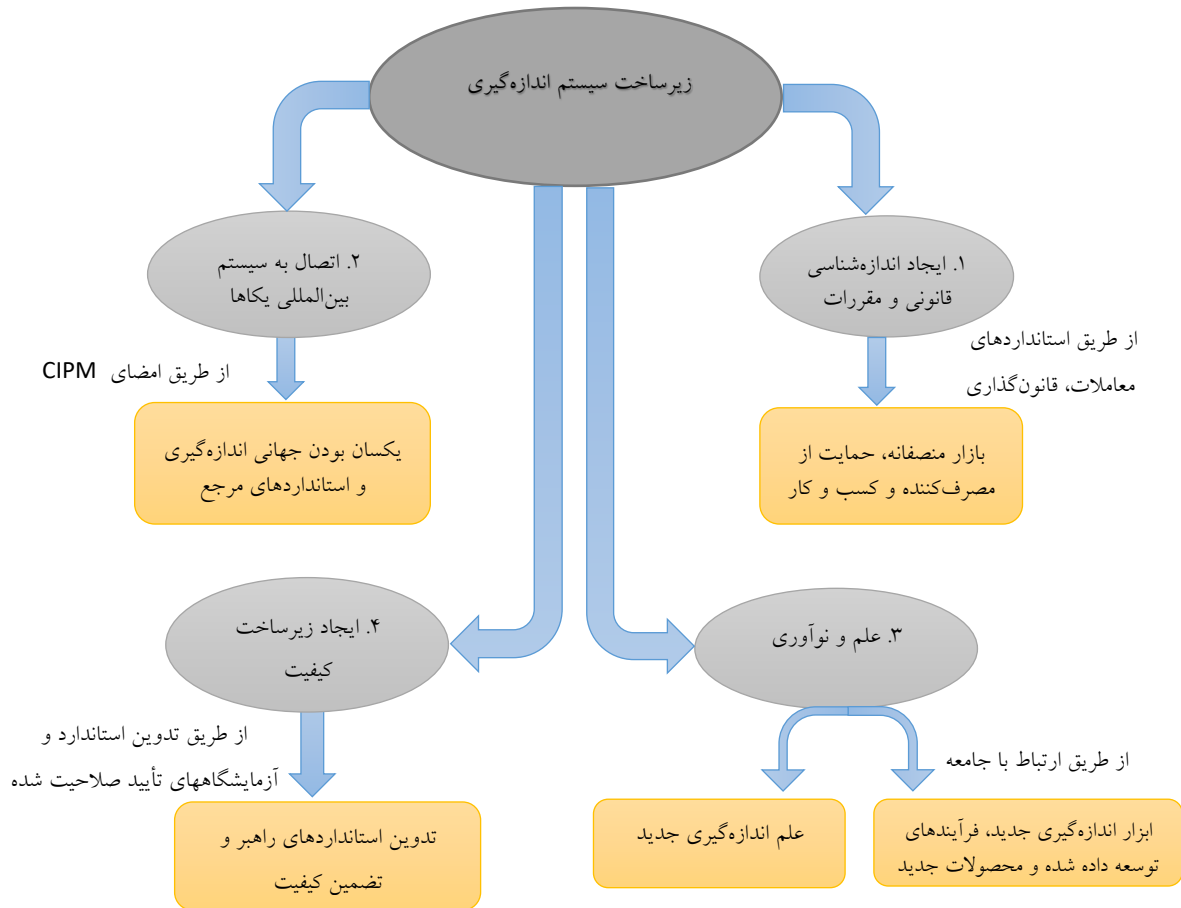 زیرساخت سیستم اندازه‌گیری
۱. ایجاد اندازه‌شناسی
قانونی و مقررات
از طریق استانداردهای
معاملات، قانون‌گذاری
بازار منصفانه، حمایت از
مصرف‌کننده و کسب و کار
۲. اتصال به سیستم
بین‌المللی یکاها
از طریق امضای CIPM
یکسان بودن جهانی اندازه‌گیری
و استانداردهای مرجع
۳. علم و نوآوری
از طریق ارتباط با جامعه
ابزار اندازه‌گیری جدید، فرآیندهای
توسعه داده شده و محصولات جدید
علم اندازه‌گیری جدید
۴. ایجاد زیرساخت
کیفیت
از طریق تدوین استاندارد و
آزمایشگاههای تأیید صلاحیت شده
تدوین استانداردهای راهبر و
تضمین کیفیت